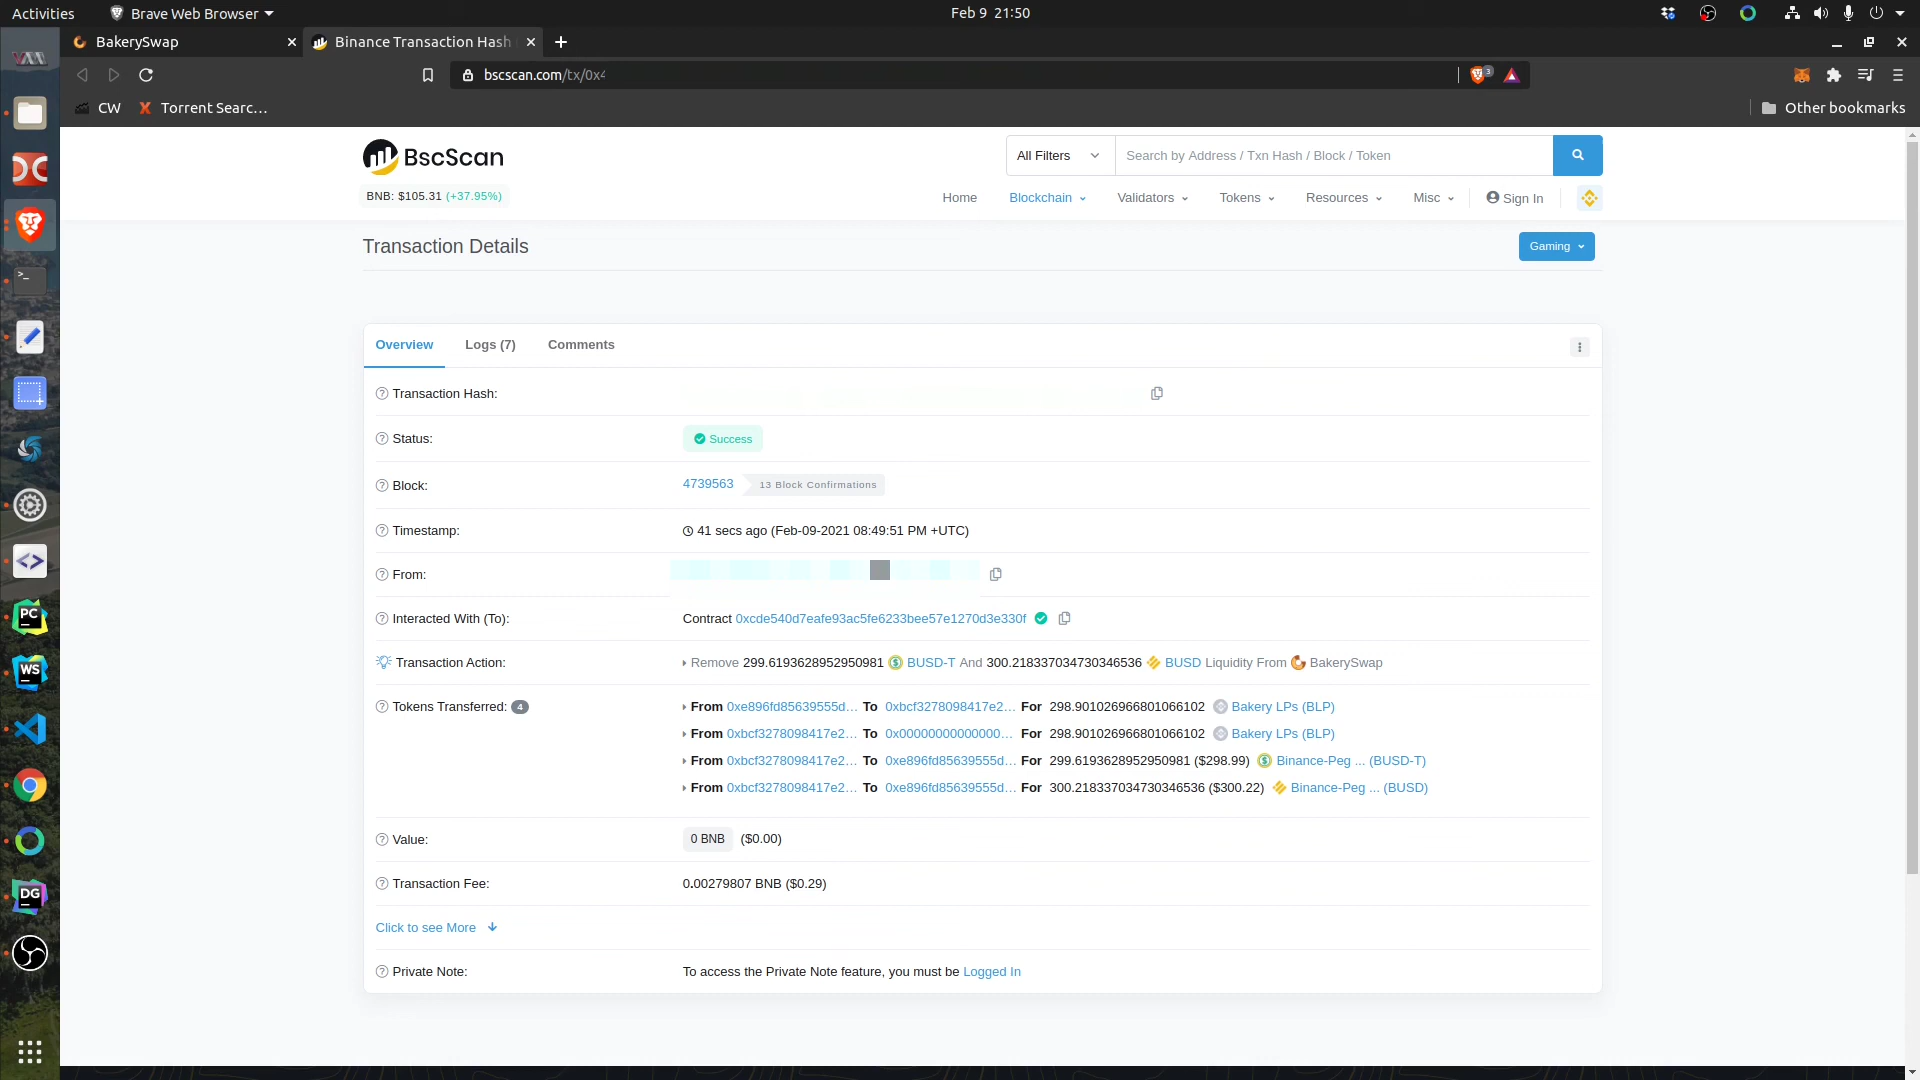 Activities
Brave Web Browser
Feb 9 21:50
BakerySwap
Binance Transaction Hash
bscscan.com/tx/0x4
3
CW
Torrent Searc...
Other bookmarks
BscScan
All Filters
Search by Address / Txn Hash / Block / Token
BNB: $105.31 (+37.95%)
Home
Blockchain
Validators
Tokens
Resources
Misc
Sign In
Transaction Details
Gaming
Overview
Logs (7)
Comments
Transaction Hash:
Status:
Success
Block:
4739563
13 Block Confirmations
Timestamp:
41 secs ago (Feb-09-2021 08:49:51 PM +UTC)
From:
Interacted With (To):
Contract 0xcde540d7eafe93ac5fe6233bee57e1270d3e330f
Transaction Action:
Remove 299.6193628952950981 BUSD-T And 300.218337034730346536 BUSD Liquidity From BakerySwap
Tokens Transferred: 4
From 0xe896fd85639555d... To 0xbcf3278098417e2... For 298.901026966801066102 Bakery LPs (BLP)
From 0xbcf3278098417e2... To 0x00000000000000... For 298.901026966801066102 Bakery LPs (BLP)
From 0xbcf3278098417e2... To 0xe896fd85639555d... For 299.6193628952950981 ($298.99) Binance-Peg ... (BUSD-T)
From 0xbcf3278098417e2... To 0xe896fd85639555d... For 300.218337034730346536 ($300.22) Binance-Peg ... (BUSD)
Value:
0 BNB ($0.00)
Transaction Fee:
0.00279807 BNB ($0.29)
Click to see More
Private Note:
To access the Private Note feature, you must be Logged In
PC
WS
DG